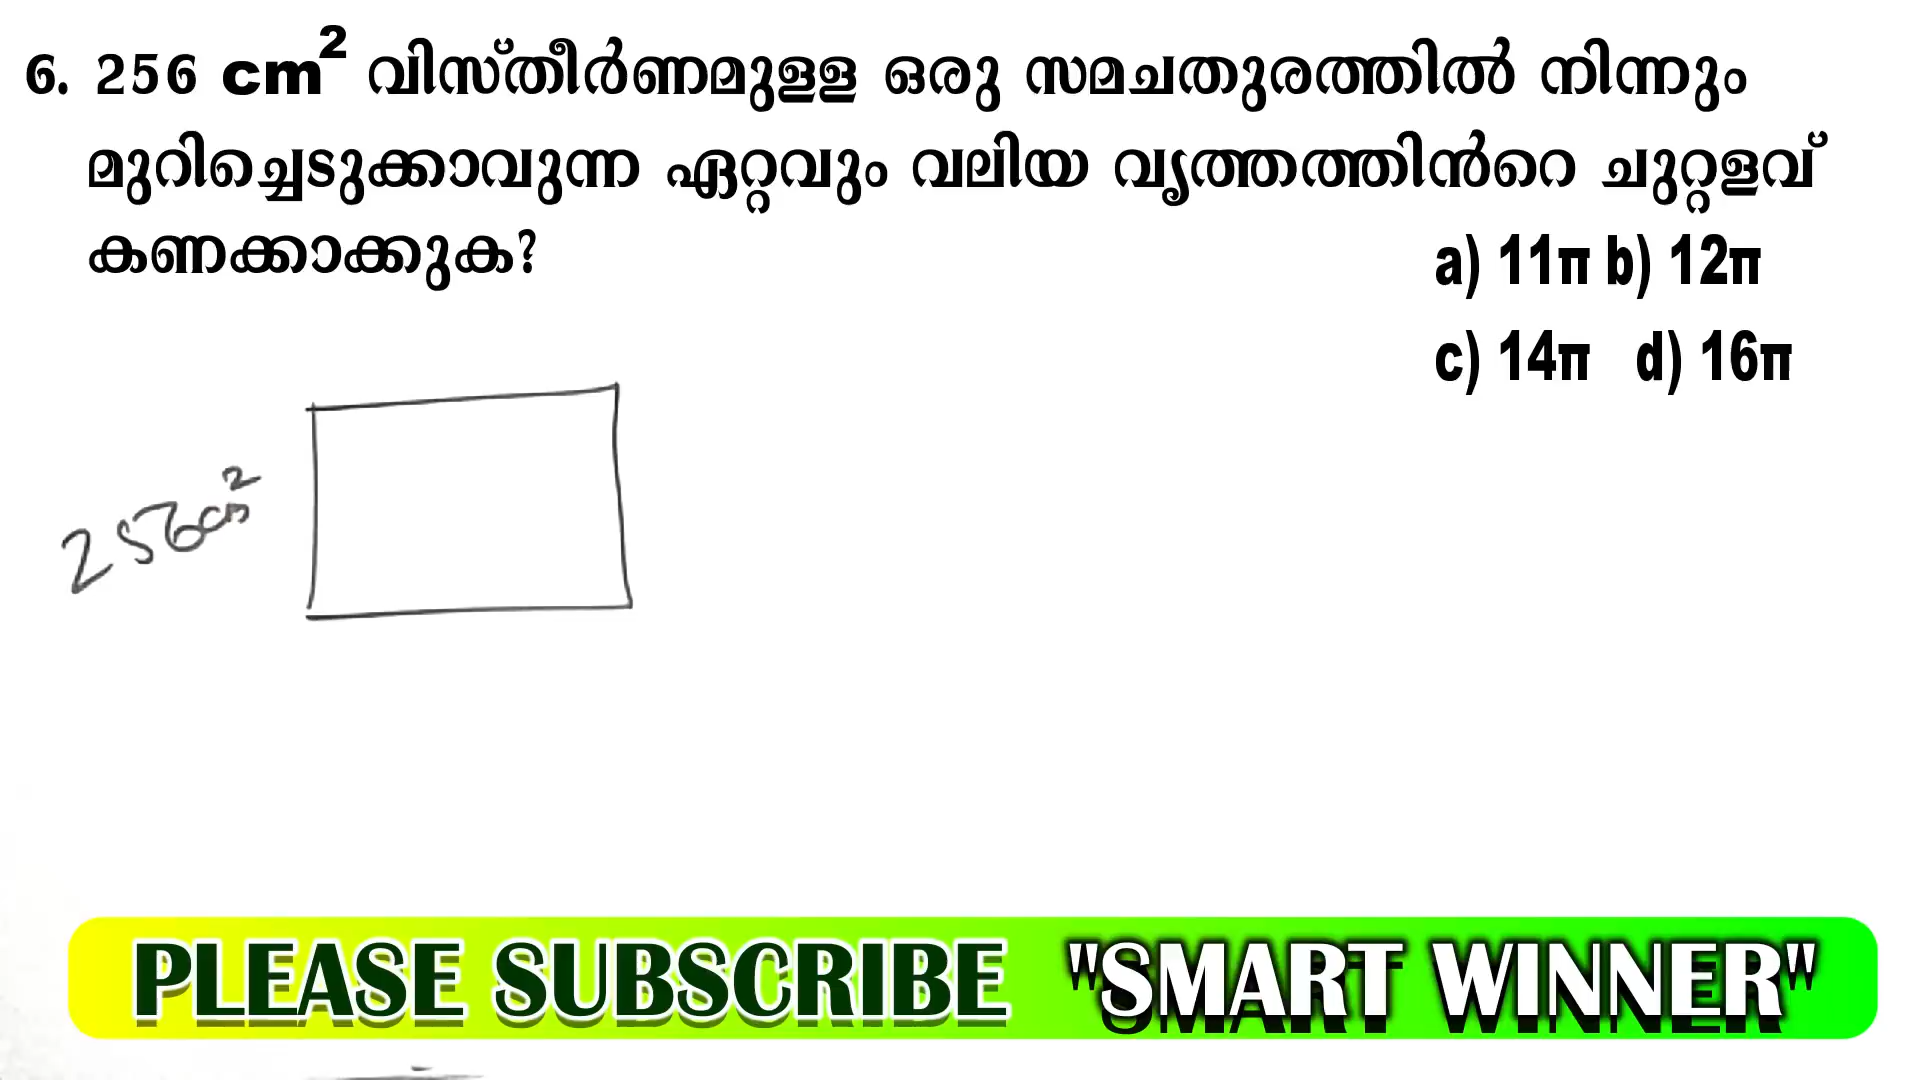 6. 256 cm² വിസ്തീർണമുളള ഒരു സമചതുരത്തിൽ നിന്നും
മുറിച്ചെടുക്കാവുന്ന ഏറ്റവും വലിയ വൃത്തത്തിൻറെ ചുറ്റളവ്
കണക്കാക്കുക?
a) 11π b) 12π
c) 14π d) 16π
256cm²
PLEASE SUBSCRIBE "SMART WINNER"